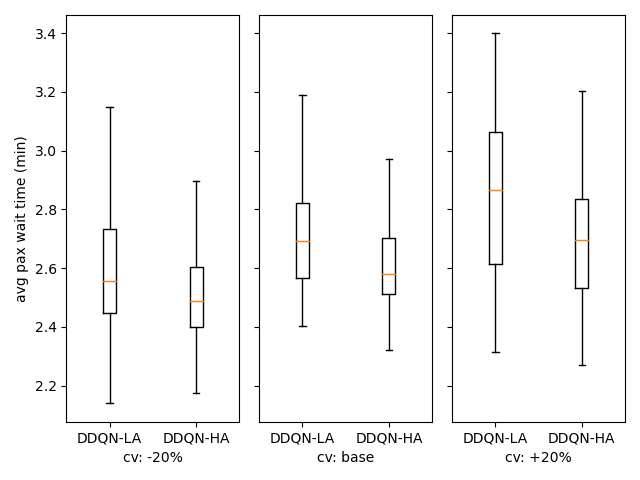 avg pax wait time (min)
3.4
3.2
3.0
2.8
2.6
2.4
2.2
DDQN-LA DDQN-HA
cv: -20%
DDQN-LA DDQN-HA
cv: base
DDQN-LA DDQN-HA
cv: +20%